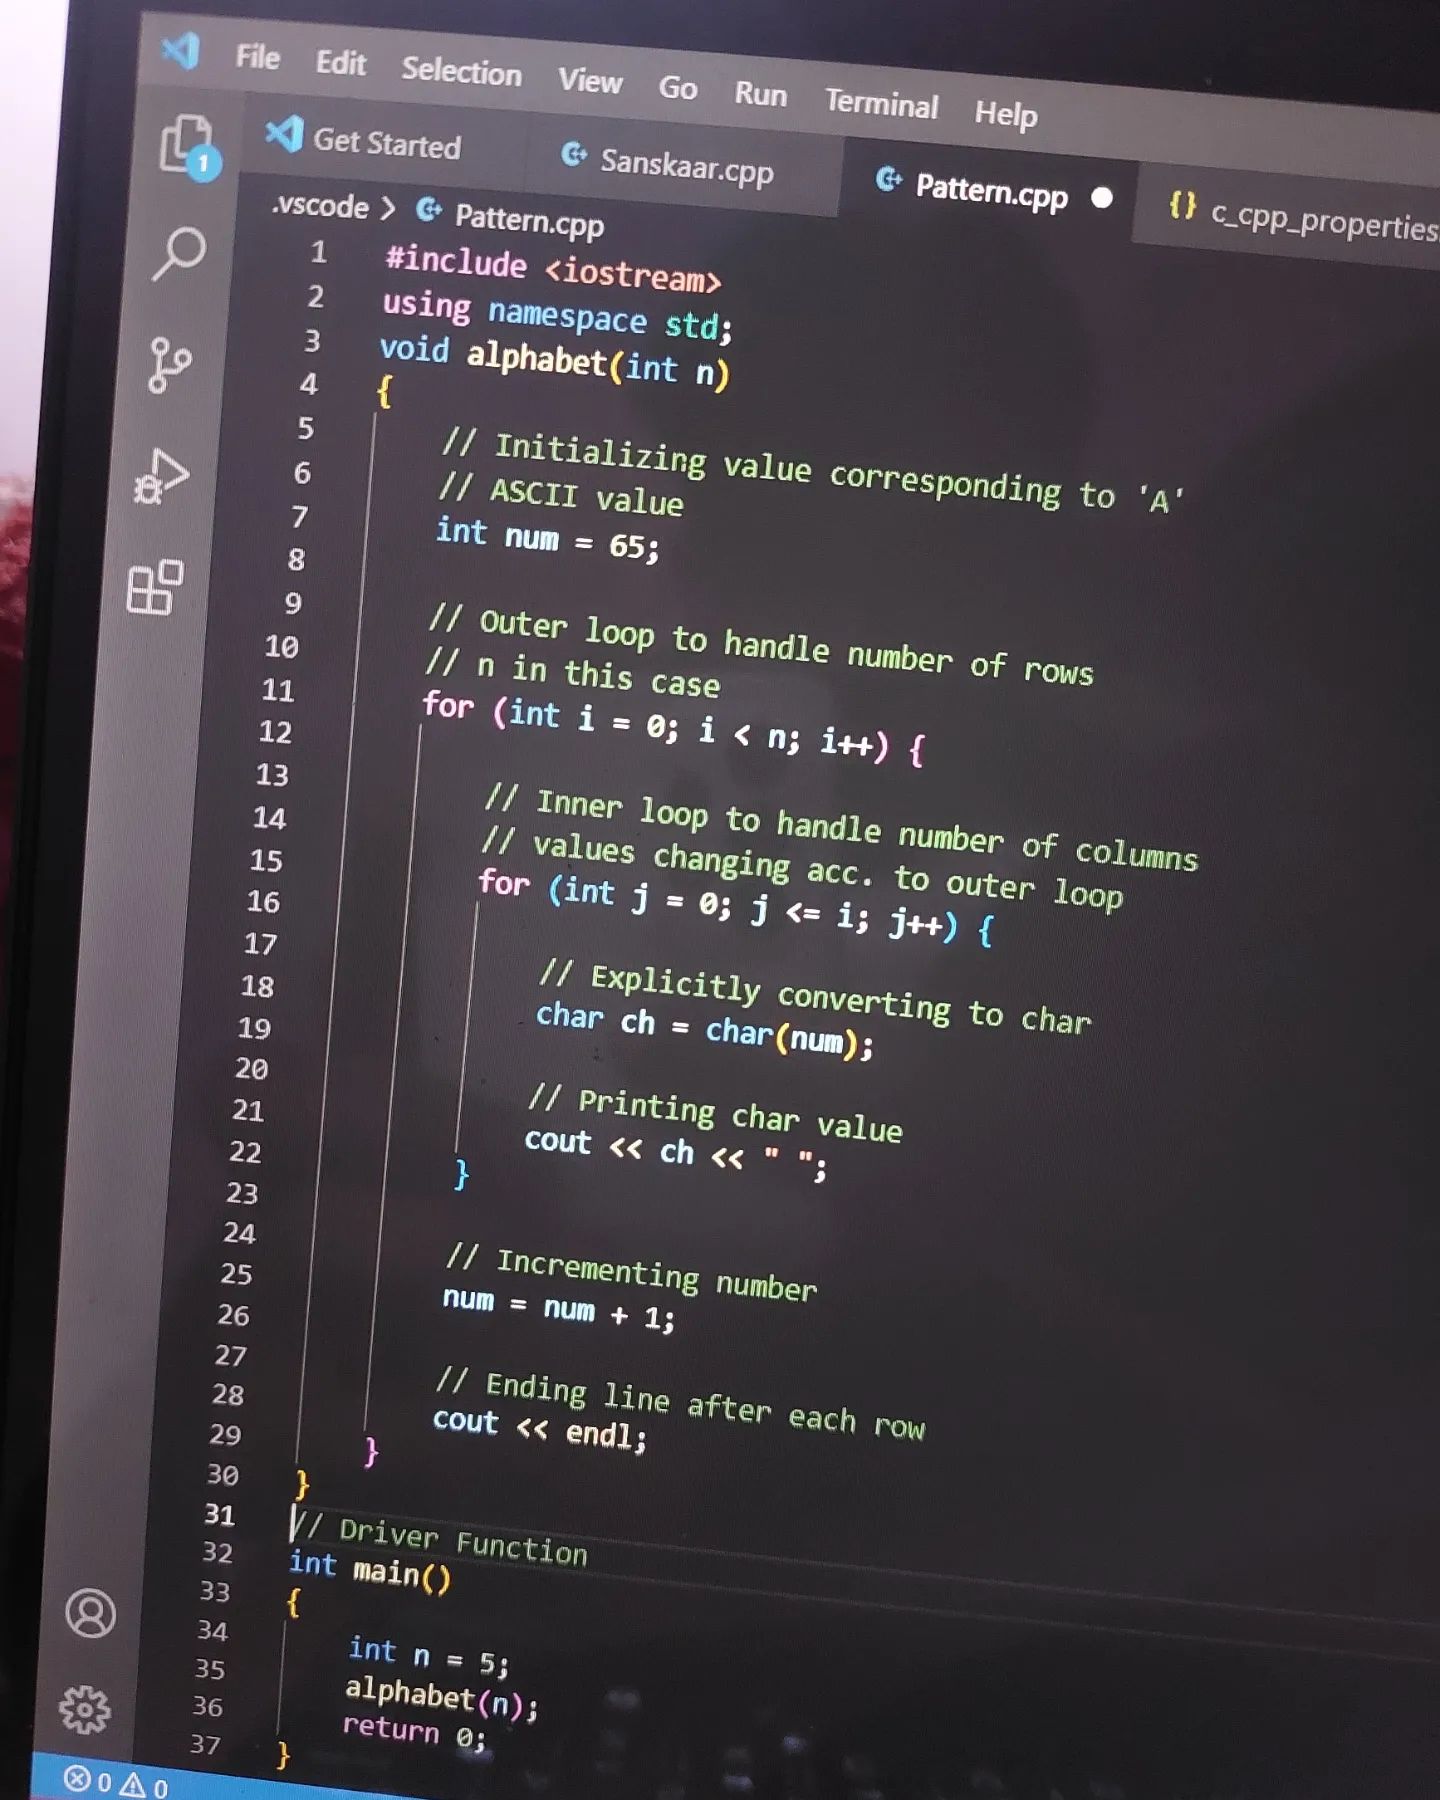 File Edit Selection View Go Run Terminal Help
1 Get Started Sanskaar.cpp Pattern.cpp {} c_cpp_properties
.vscode > Pattern.cpp
1 #include <iostream>
2 using namespace std;
3 void alphabet(int n)
4 {
5
6 // Initializing value corresponding to 'A'
7 // ASCII value
8 int num = 65;
9
10 // Outer loop to handle number of rows
11 // n in this case
12 for (int i = 0; i < n; i++) {
13
14 // Inner loop to handle number of columns
15 // values changing acc. to outer loop
16 for (int j = 0; j <= i; j++) {
17
18 // Explicitly converting to char
19 char ch = char(num);
20
21 // Printing char value
22 cout << ch << " ";
23 }
24
25 // Incrementing number
26 num = num + 1;
27
28 // Ending line after each row
29 cout << endl;
30 }
}
31 // Driver Function
32 int main()
33 {
34 int n = 5;
35 alphabet(n);
36 return 0;
37 }
0 0